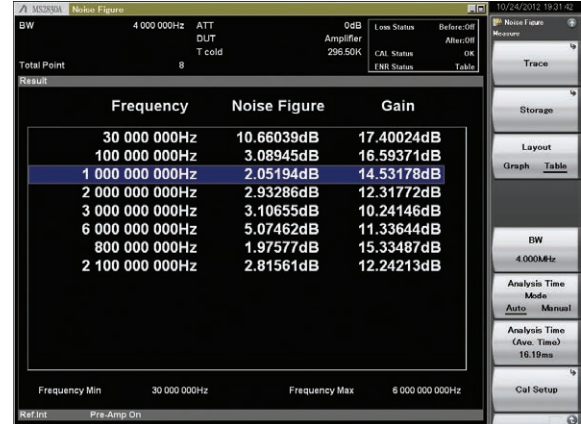 MS2830A Noise Figure
10/24/2012 19:31:42
BW 4 000 000Hz ATT 0dB
DUT Amplifier
T cold 296.50K
Total Point 8
Loss Status Before:Off
After:Off
CAL Status OK
ENR Status Table
Result
Frequency Noise Figure Gain
30 000 000Hz 10.66039dB 17.40024dB
100 000 000Hz 3.08945dB 16.59371dB
1 000 000 000Hz 2.05194dB 14.53178dB
2 000 000 000Hz 2.93286dB 12.31772dB
3 000 000 000Hz 3.10655dB 10.24146dB
6 000 000 000Hz 5.07462dB 11.33644dB
800 000 000Hz 1.97577dB 15.33487dB
2 100 000 000Hz 2.81561dB 12.24213dB
Frequency Min 30 000 000Hz Frequency Max 6 000 000 000Hz
Ref.Int Pre-Amp On
Noise Figure
Measure
Trace
Storage
Layout
Graph Table
BW
4.000MHz
Analysis Time
Mode
Auto Manual
Analysis Time
(Ave. Time)
16.19ms
Cal Setup